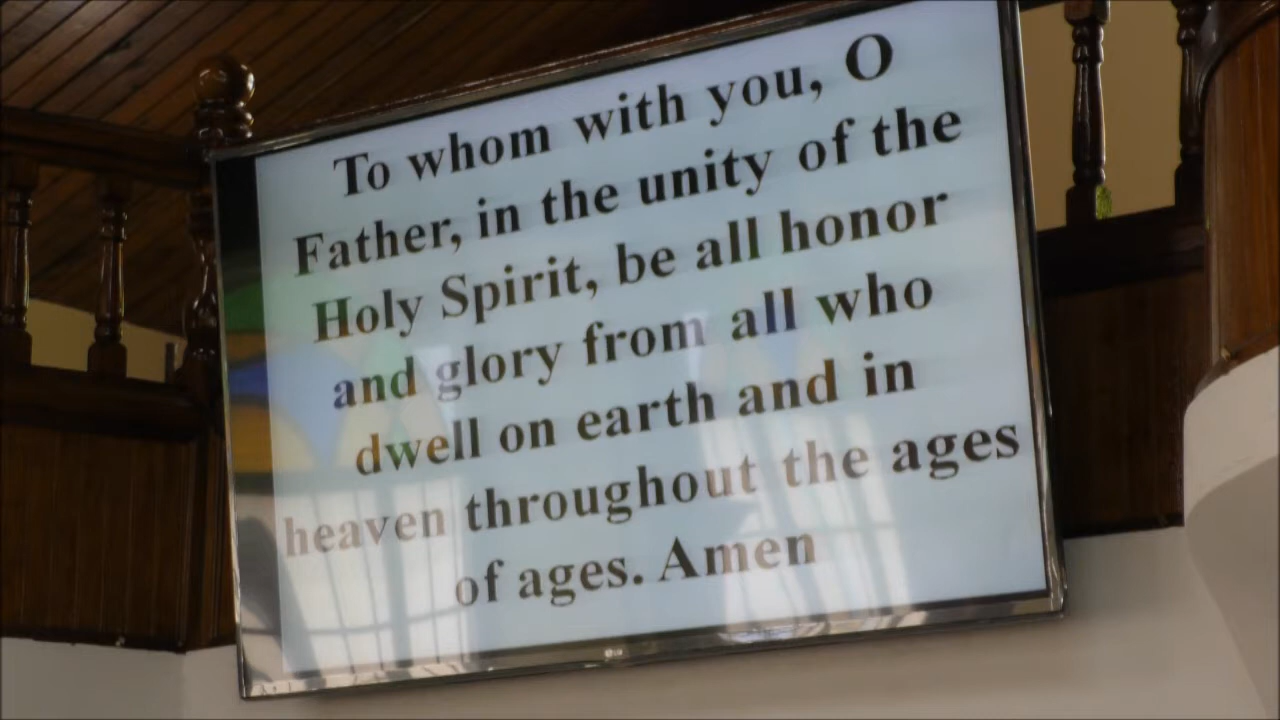 To whom with you, O
Father, in the unity of the
Holy Spirit, be all honor
and glory from all who
dwell on earth and in
heaven throughout the ages
of ages. Amen